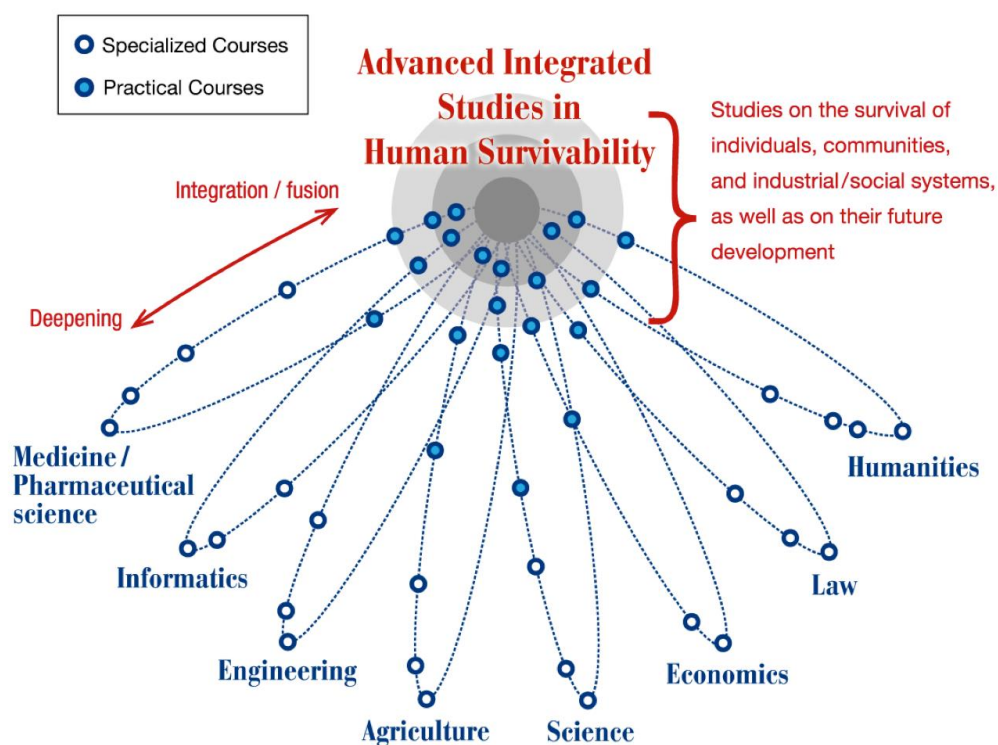 Specialized Courses
Practical Courses
Advanced Integrated
Studies in
Human Survivability
Studies on the survival of
individuals, communities,
and industrial/social systems,
as well as on their future
development
Integration / fusion
Deepening
Medicine /
Pharmaceutical
science
Informatics
Engineering
Agriculture
Science
Economics
Law
Humanities